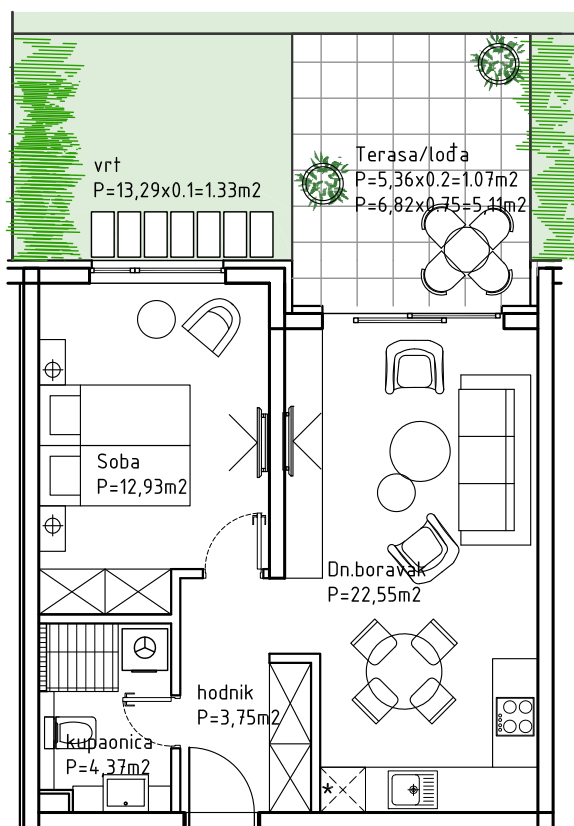 vrt
P=13,29x0.1=1.33m2
Terasa/lođa
P=5,36x0.2=1.07m2
P=6,82x0.75=5,11m2
Soba
P=12,93m2
Dn.boravak
P=22,55m2
hodnik
P=3,75m2
kupaonica
P=4,37m2
*